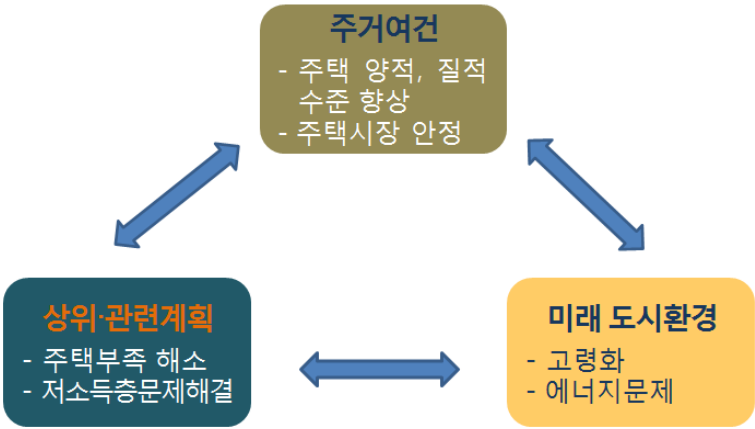 주거여건
- 주택 양적, 질적
수준 향상
- 주택시장 안정
상위·관련계획
- 주택부족 해소
- 저소득층문제해결
미래 도시환경
- 고령화
- 에너지문제